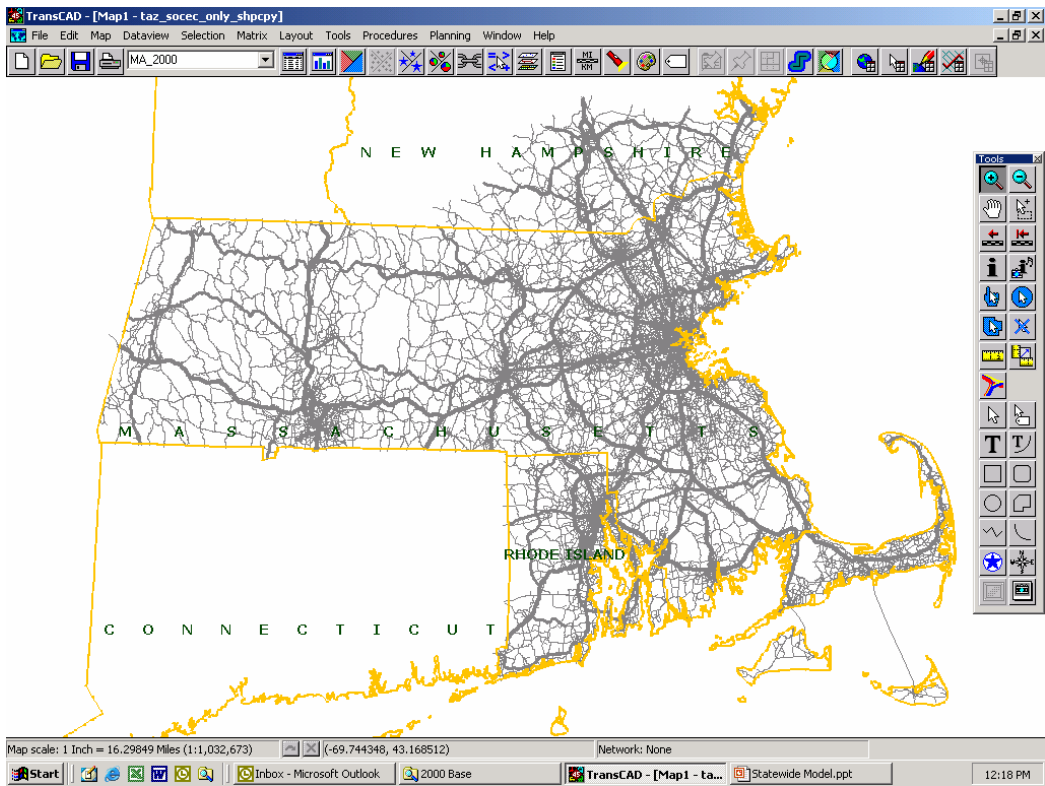 TransCAD - [Map1 - taz_socec_only_shpcpy]
File Edit Map Dataview Selection Matrix Layout Tools Procedures Planning Window Help
MA_2000
MI
KM
Tools
NEW HAMPSHIRE
MASSACHUSETTS
RHODE ISLAND
CONNECTICUT
T T
Map scale: 1 Inch = 16.29849 Miles (1:1,032,673) (-69.744348, 43.168512) Network: None
Start Inbox - Microsoft Outlook 2000 Base TransCAD - [Map1 - ta... Statewide Model.ppt 12:18 PM